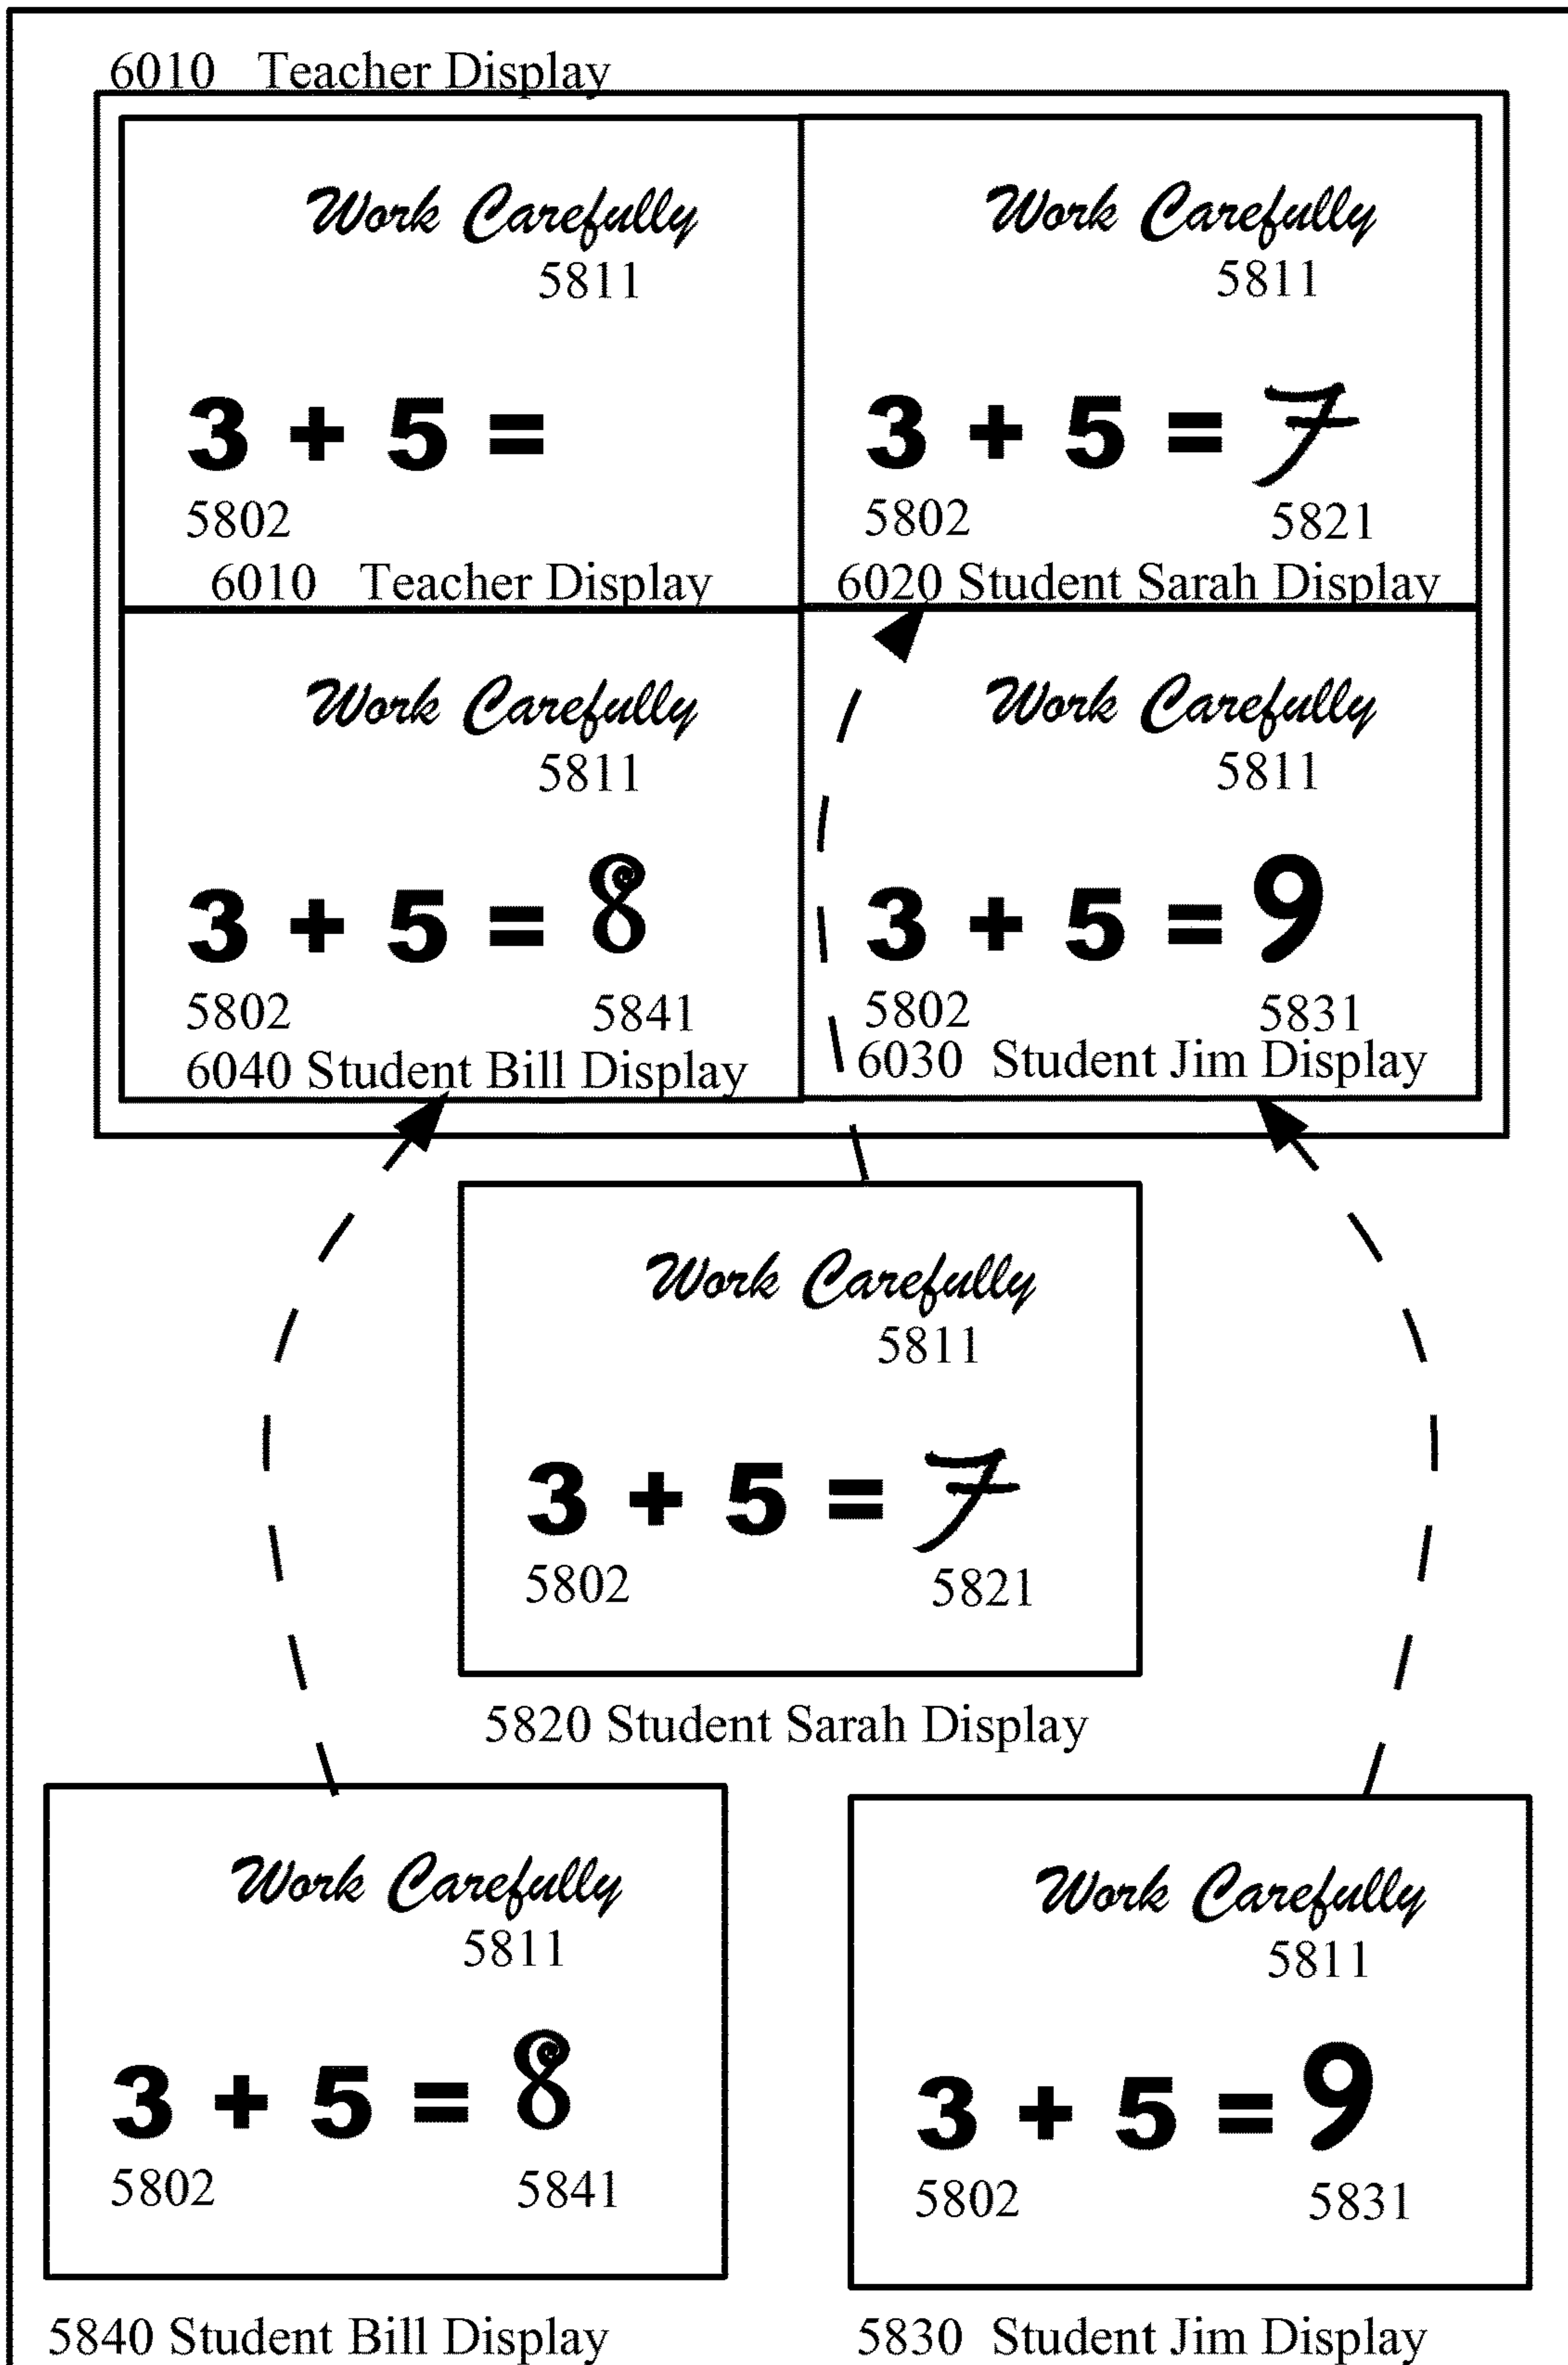 6010 Teacher Display
Work Carefully
5811
3 + 5 =
5802
6010 Teacher Display
Work Carefully
5811
3 + 5 = 7
5802 5821
6020 Student Sarah Display
Work Carefully
5811
3 + 5 = 8
5802 5841
6040 Student Bill Display
Work Carefully
5811
3 + 5 = 9
5802 5831
6030 Student Jim Display
Work Carefully
5811
3 + 5 = 7
5802 5821
5820 Student Sarah Display
Work Carefully
5811
3 + 5 = 8
5802 5841
5840 Student Bill Display
Work Carefully
5811
3 + 5 = 9
5802 5831
5830 Student Jim Display